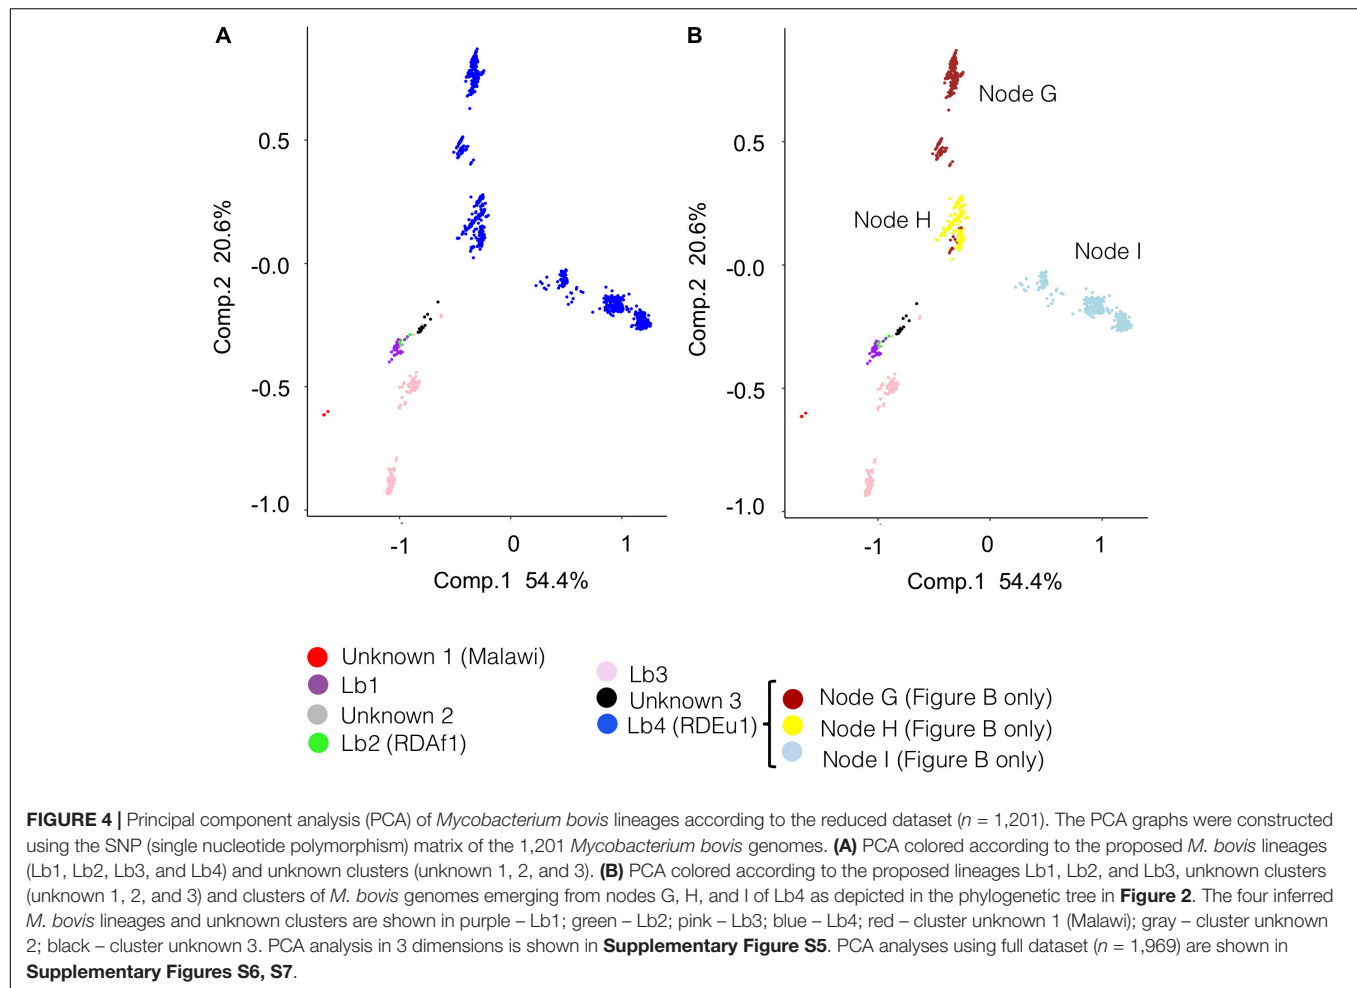 A
B
Node G
0.5
0.5
Node H
Comp.2 20.6%
Comp.2 20.6%
Node I
-0.0
-0.0
-0.5
-0.5
-1.0
-1.0
-1
0
1
-1
0
1
Comp.1 54.4%
Comp.1 54.4%
Unknown 1 (Malawi)
Lb1
Unknown 2
Lb2 (RDAf1)
Lb3
Unknown 3
Lb4 (RDEu1)
Node G (Figure B only)
Node H (Figure B only)
Node I (Figure B only)
FIGURE 4 | Principal component analysis (PCA) of Mycobacterium bovis lineages according to the reduced dataset (n = 1,201). The PCA graphs were constructed
using the SNP (single nucleotide polymorphism) matrix of the 1,201 Mycobacterium bovis genomes. (A) PCA colored according to the proposed M. bovis lineages
(Lb1, Lb2, Lb3, and Lb4) and unknown clusters (unknown 1, 2, and 3). (B) PCA colored according to the proposed lineages Lb1, Lb2, and Lb3, unknown clusters
(unknown 1, 2, and 3) and clusters of M. bovis genomes emerging from nodes G, H, and I of Lb4 as depicted in the phylogenetic tree in Figure 2. The four inferred
M. bovis lineages and unknown clusters are shown in purple – Lb1; green – Lb2; pink – Lb3; blue – Lb4; red – cluster unknown 1 (Malawi); gray – cluster unknown
2; black – cluster unknown 3. PCA analysis in 3 dimensions is shown in Supplementary Figure S5. PCA analyses using full dataset (n = 1,969) are shown in
Supplementary Figures S6, S7.